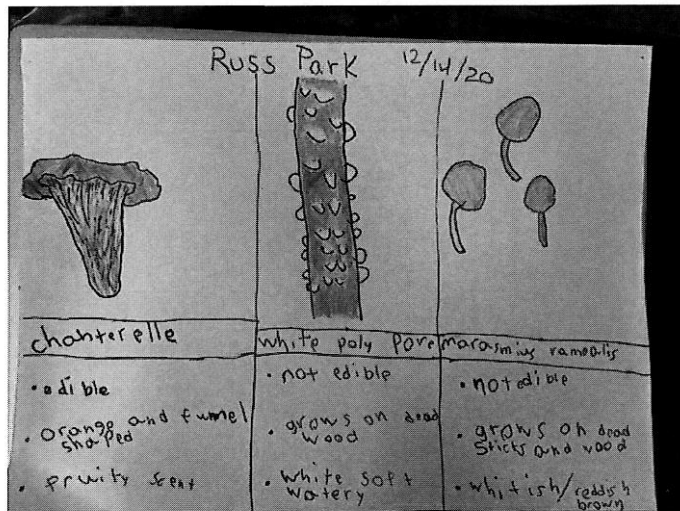 Russ Park 12/14/20
chanterelle
white poly pore
marasmius ramealis
• edible
• orange and funnel
shaped
• fruity scent
• not edible
• grows on dead
wood
• white soft
watery
• not edible
• grows on dead
sticks and wood
• whitish/reddish
brown